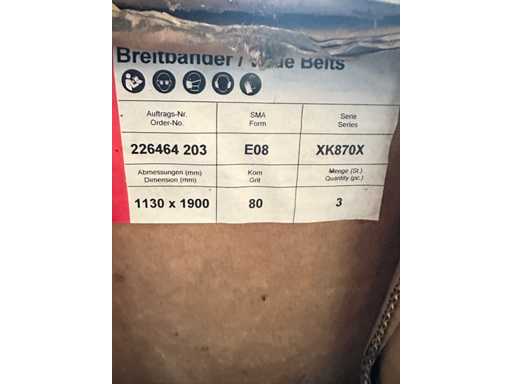 Breitbänder / Wide Belts
Auftrags-Nr. SMA Serie
Order-No. Form Series
226464 203 E08 XK870X
Abmessungen (mm) Korn Menge (St.)
Dimension (mm) Grit Quantity (pc.)
1130 x 1900 80 3